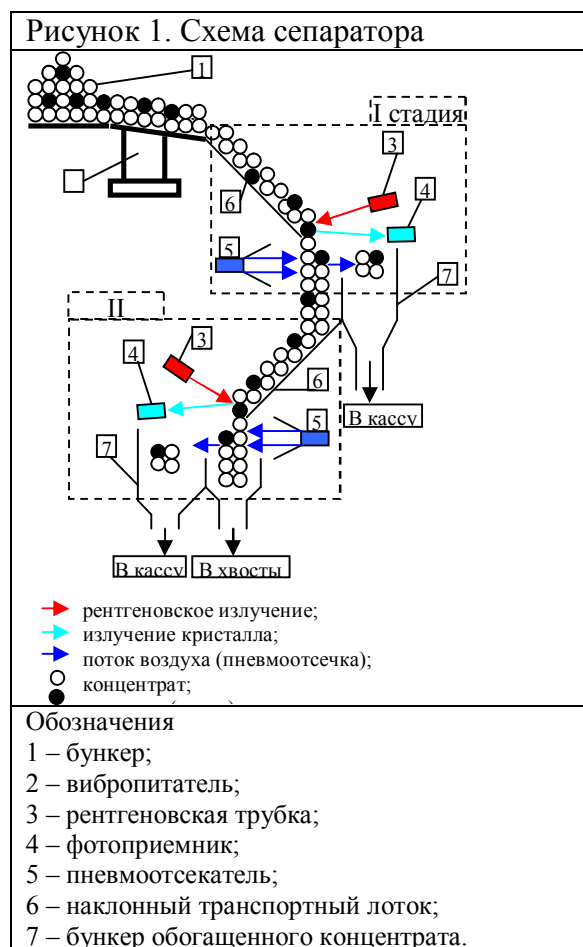 Рисунок 1. Схема сепаратора
1
I стадия
3
4
6
5
7
II
3
4
6
5
7
В кассу
В кассу
В хвосты
рентгеновское излучение;
излучение кристалла;
поток воздуха (пневмоотсечка);
концентрат;
Обозначения
1 – бункер;
2 – вибропитатель;
3 – рентгеновская трубка;
4 – фотоприемник;
5 – пневмоотсекатель;
6 – наклонный транспортный лоток;
7 – бункер обогащенного концентрата.